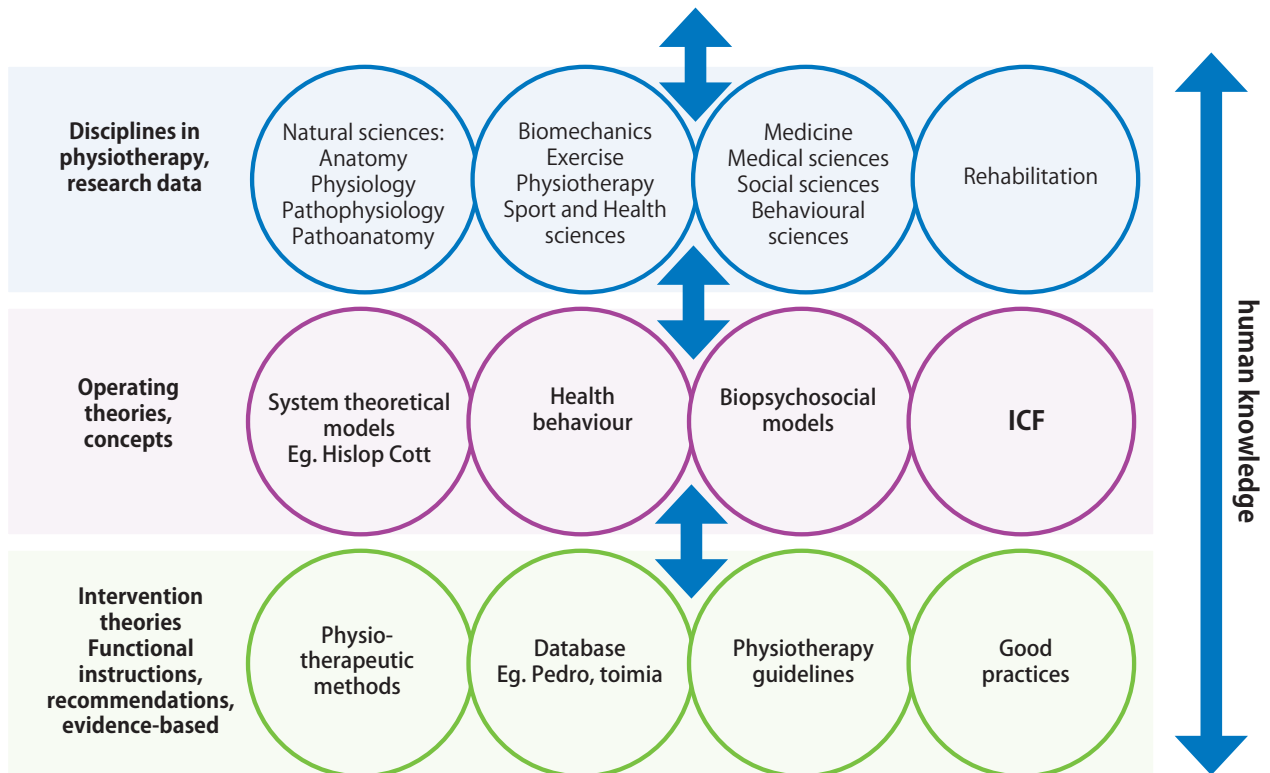 Disciplines in
physiotherapy,
research data
Natural sciences:
Anatomy
Physiology
Pathophysiology
Pathoanatomy
Biomechanics
Exercise
Physiotherapy
Sport and Health
sciences
Medicine
Medical sciences
Social sciences
Behavioural
sciences
Rehabilitation
Operating
theories,
concepts
System theoretical
models
Eg. Hislop Cott
Health
behaviour
Biopsychosocial
models
ICF
Intervention
theories
Functional
instructions,
recommendations,
evidence-based
Physio-
therapeutic
methods
Database
Eg. Pedro, toimia
Physiotherapy
guidelines
Good
practices
human knowledge